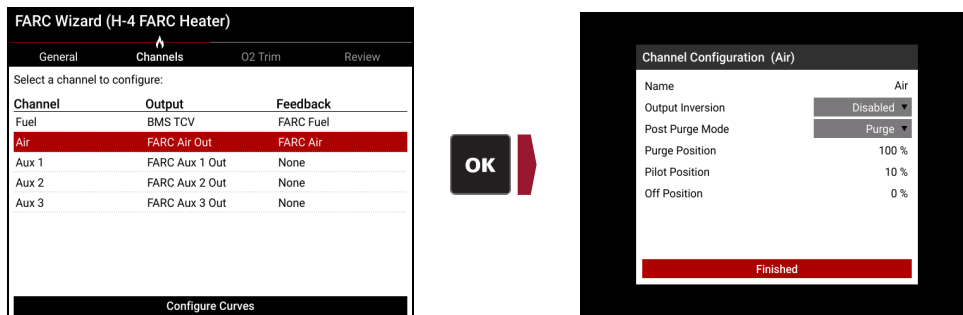 FARC Wizard (H-4 FARC Heater)
General Channels O2 Trim Review
Select a channel to configure:
Channel Output Feedback
Fuel BMS TCV FARC Fuel
Air FARC Air Out FARC Air
Aux 1 FARC Aux 1 Out None
Aux 2 FARC Aux 2 Out None
Aux 3 FARC Aux 3 Out None
Configure Curves
OK
Channel Configuration (Air)
Name Air
Output Inversion Disabled
Post Purge Mode Purge
Purge Position 100 %
Pilot Position 10 %
Off Position 0 %
Finished